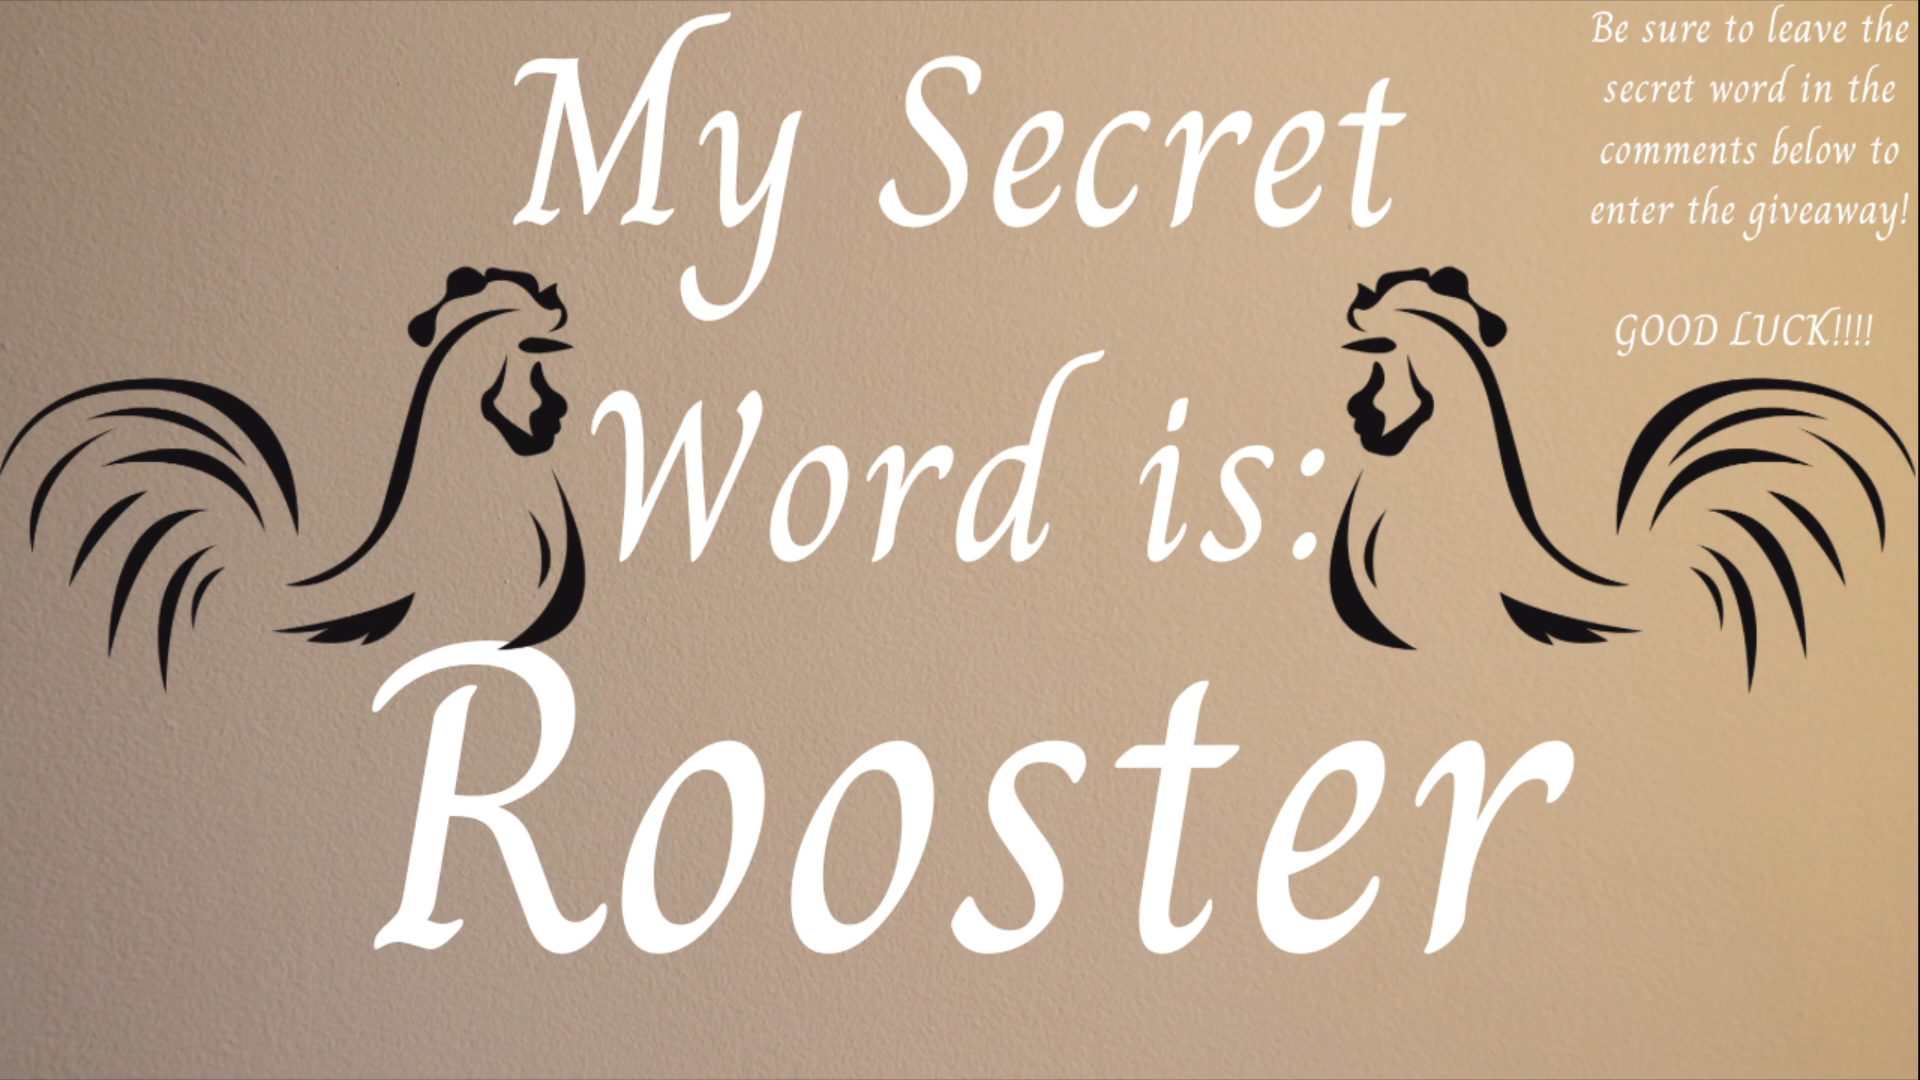 My Secret
Word is:
Rooster
Be sure to leave the
secret word in the
comments below to
enter the giveaway!
GOOD LUCK!!!!